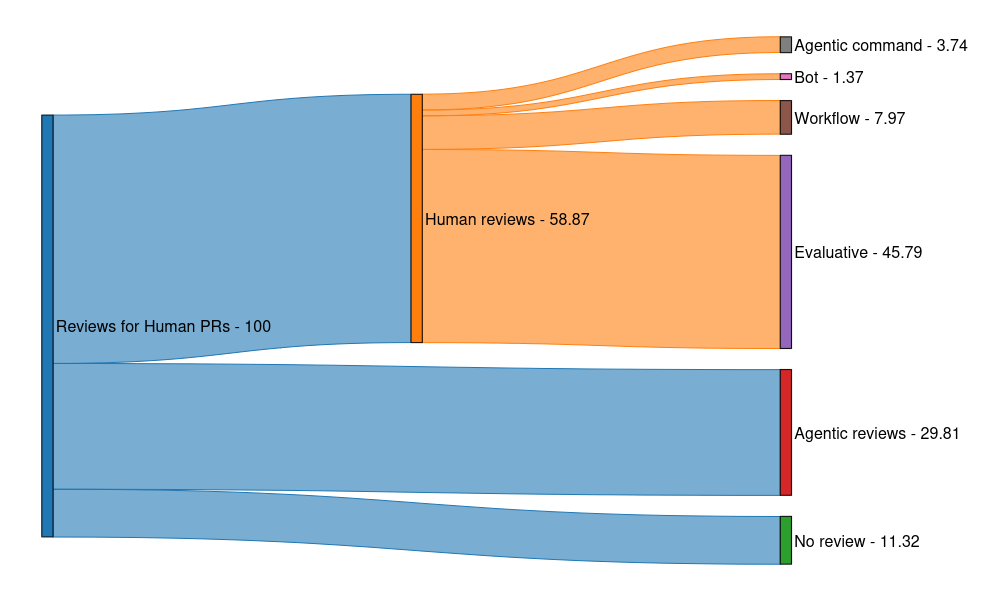 Agentic command - 3.74
Bot - 1.37
Workflow - 7.97
Human reviews - 58.87
Evaluative - 45.79
Reviews for Human PRs - 100
Agentic reviews - 29.81
No review - 11.32